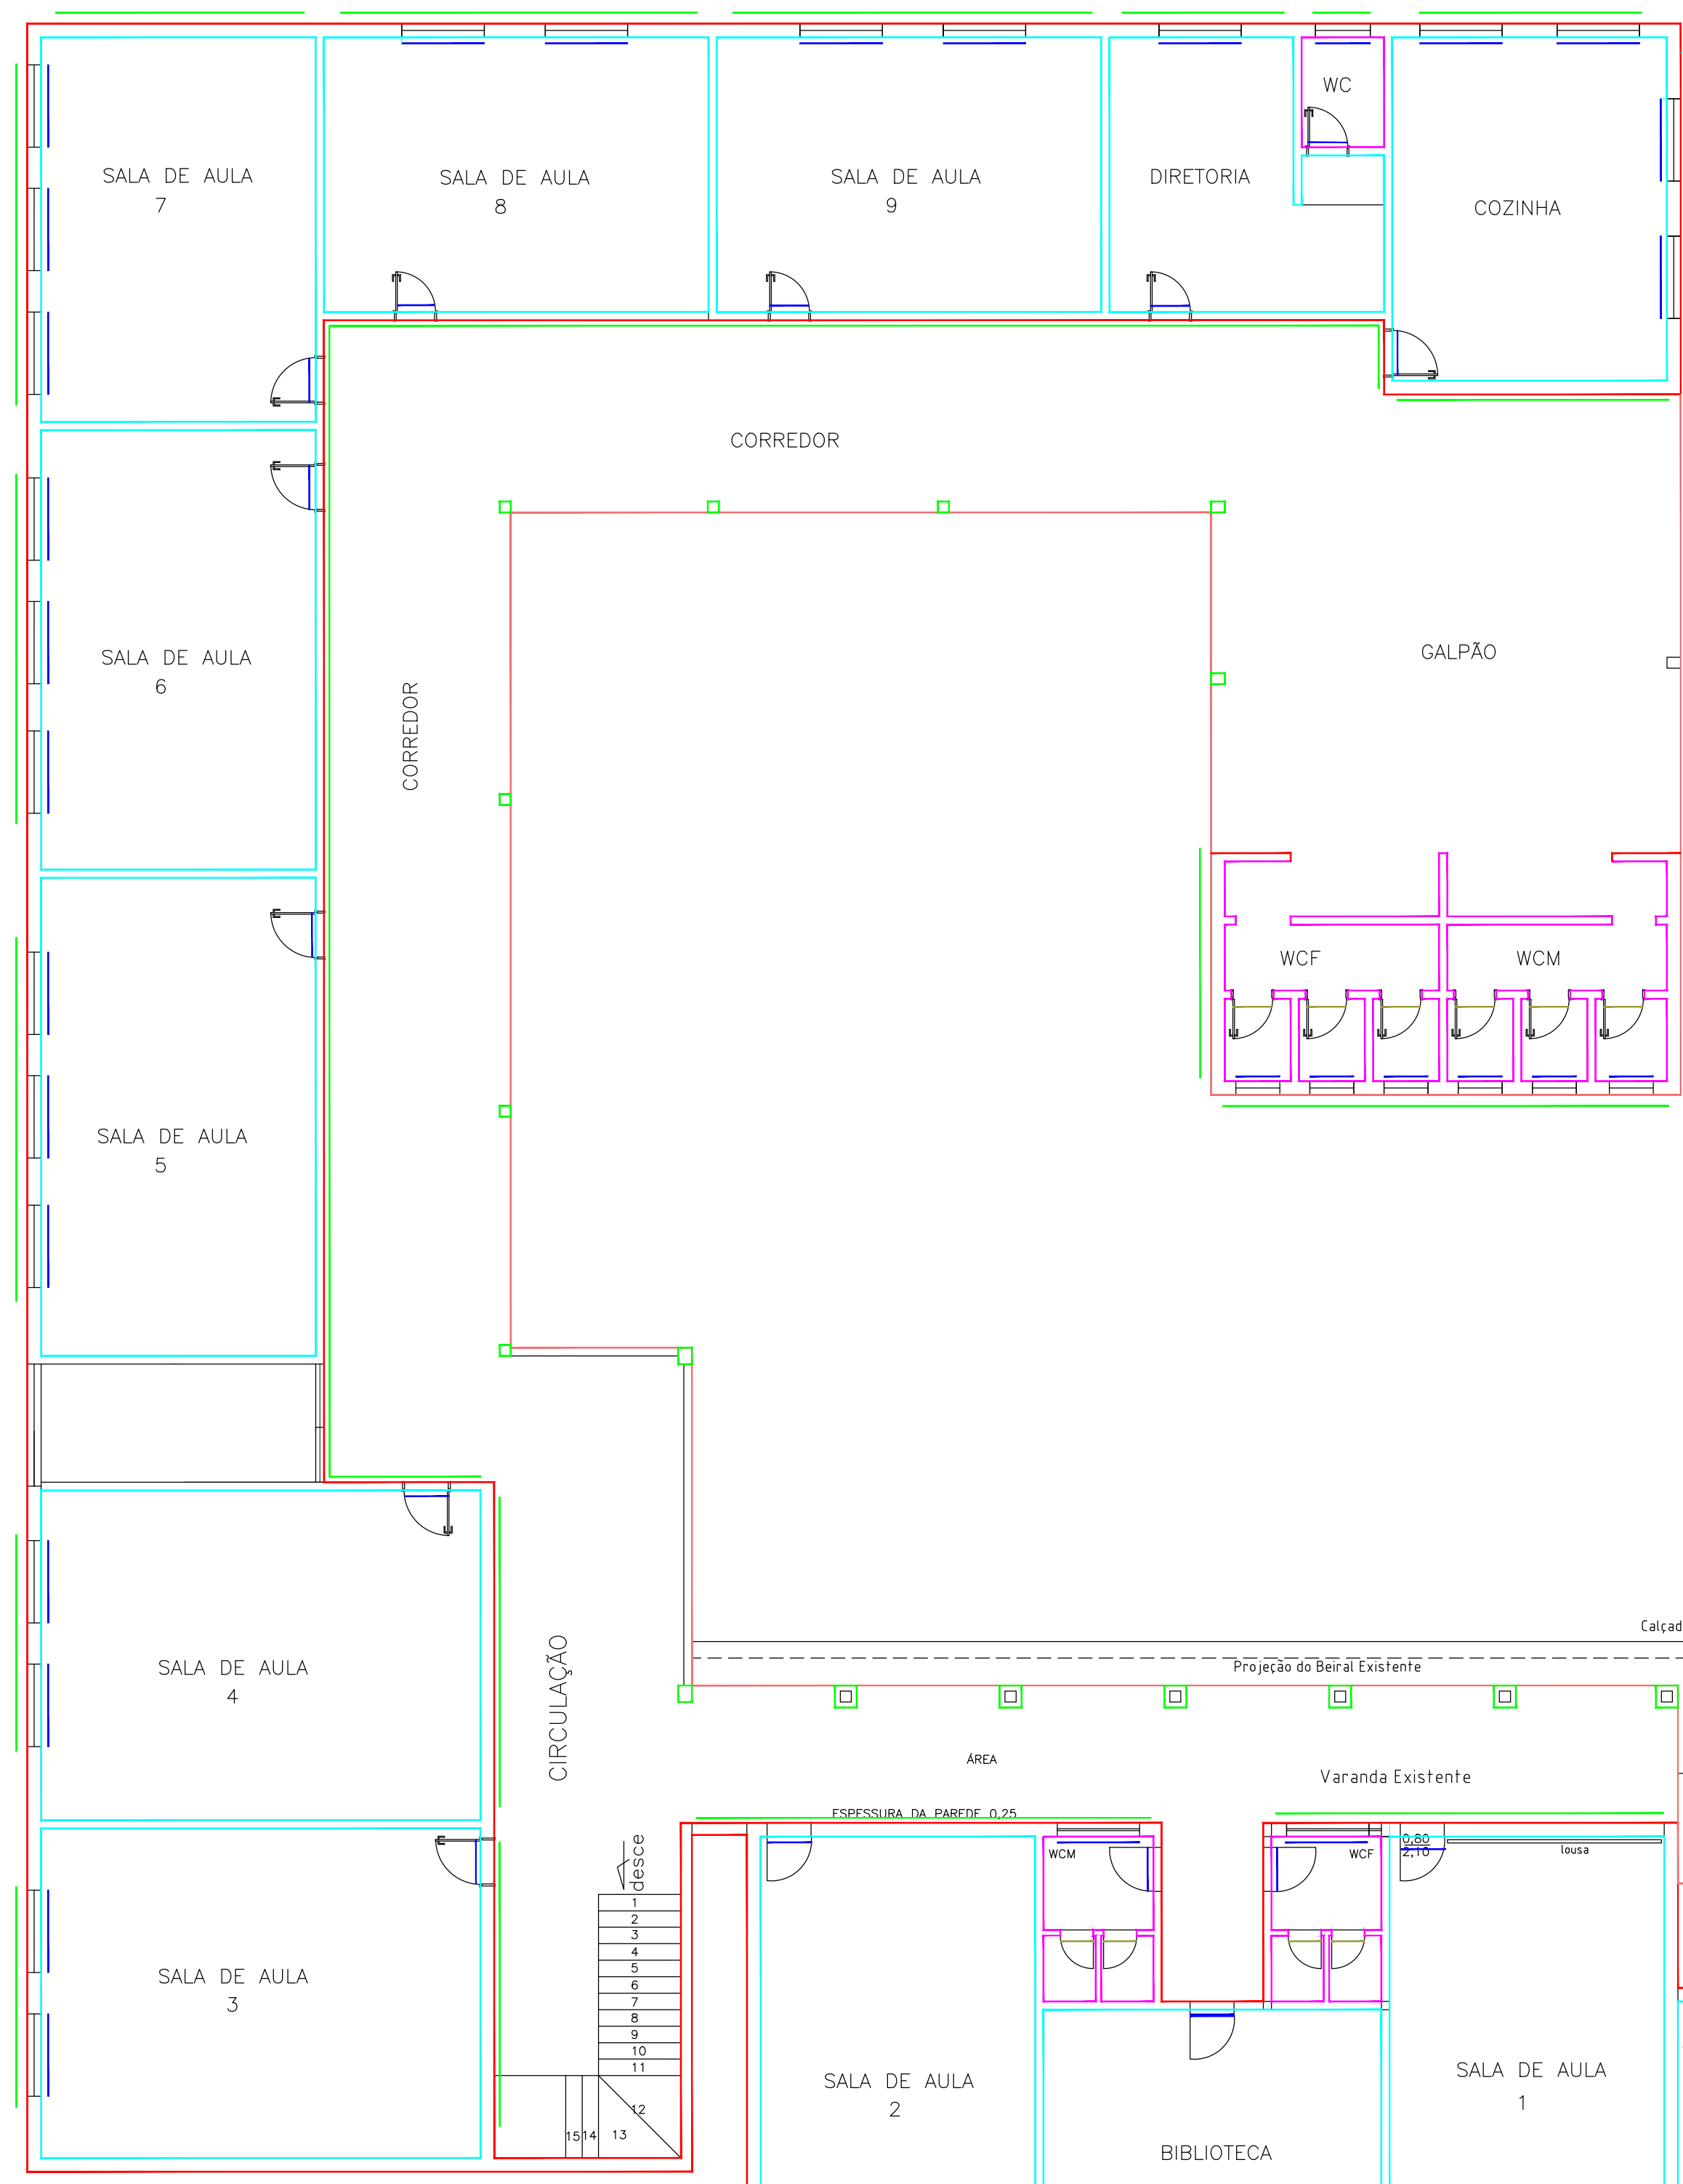 WC
SALA DE AULA
7
SALA DE AULA
8
SALA DE AULA
9
DIRETORIA
COZINHA
CORREDOR
GALPÃO
SALA DE AULA
6
CORREDOR
WCF
WCM
SALA DE AULA
5
Calçad
Projeção do Beiral Existente
SALA DE AULA
4
CIRCULAÇÃO
ÁREA
Varanda Existente
ESPESSURA DA PAREDE 0,25
desce
WCM
WCF
0,80
2,10
lousa
1
2
3
4
5
6
7
8
9
10
11
12
13
14
15
SALA DE AULA
3
SALA DE AULA
2
SALA DE AULA
1
BIBLIOTECA